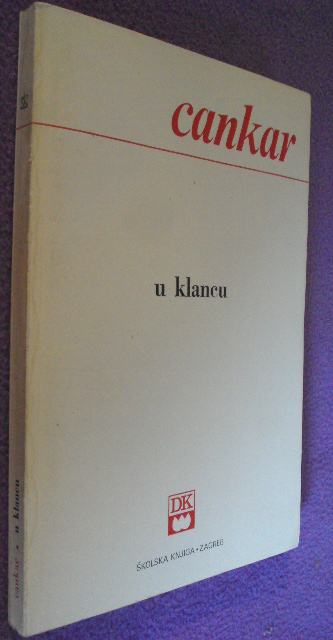 cankar
u klancu
DK
ŠKOLSKA KNJIGA • ZAGREB
cankar • u klancu